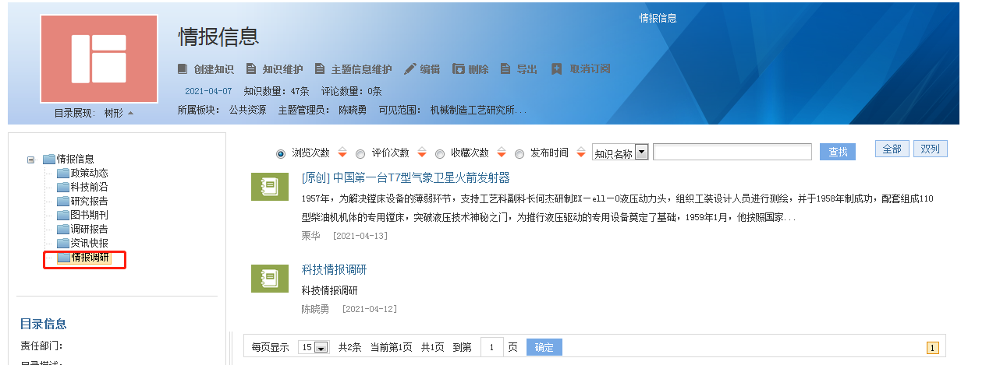 情报信息
情报信息
创建知识 知识维护 主题信息维护 编辑 删除 导出 取消订阅
2021-04-07 知识数量：47条 评论数量：0条
目录展现： 树形
所属板块： 公共资源 主题管理员： 陈晓勇 可见范围： 机械制造工艺研究所...
情报信息
政策动态
科技前沿
研究报告
图书期刊
调研报告
资讯快报
情报调研
目录信息
责任部门：
目录描述：
浏览次数 评价次数 收藏次数 发布时间 知识名称 查找 全部 双列
[原创] 中国第一台T7型气象卫星火箭发射器
1957年，为解决镗床设备的薄弱环节，支持工艺科副科长何杰研制EX－ell－O液压动力头，组织工装设计人员进行测绘，并于1958年制成功，配套组成110
型柴油机机体的专用镗床，突破液压技术神秘之门，为推行液压驱动的专用设备奠定了基础，1959年1月，他按照国家...
栗华 [2021-04-13]
科技情报调研
科技情报调研
陈晓勇 [2021-04-12]
每页显示 15 共2条 当前第1页 共1页 到第 1 页 确定 1